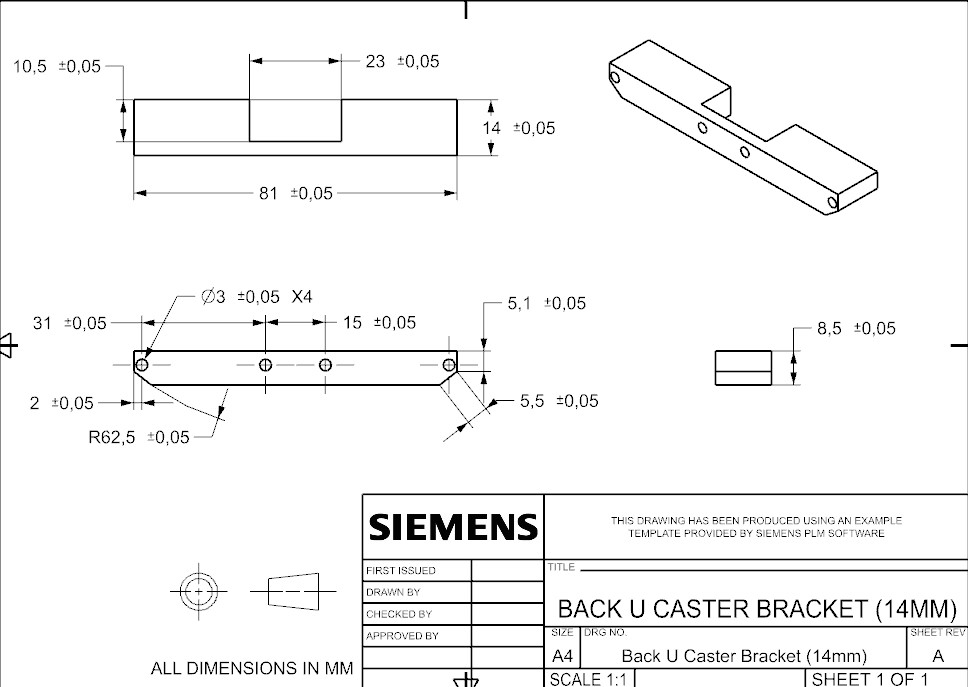 10,5 ±0,05
23 ±0,05
14 ±0,05
81 ±0,05
Ø3 ±0,05 X4
31 ±0,05
15 ±0,05
5,1 ±0,05
8,5 ±0,05
2 ±0,05
5,5 ±0,05
R62,5 ±0,05
SIEMENS
THIS DRAWING HAS BEEN PRODUCED USING AN EXAMPLE
TEMPLATE PROVIDED BY SIEMENS PLM SOFTWARE
FIRST ISSUED
DRAWN BY
CHECKED BY
APPROVED BY
TITLE
BACK U CASTER BRACKET (14MM)
SIZE
A4
DRG NO.
Back U Caster Bracket (14mm)
SHEET REV
A
SCALE 1:1
SHEET 1 OF 1
ALL DIMENSIONS IN MM